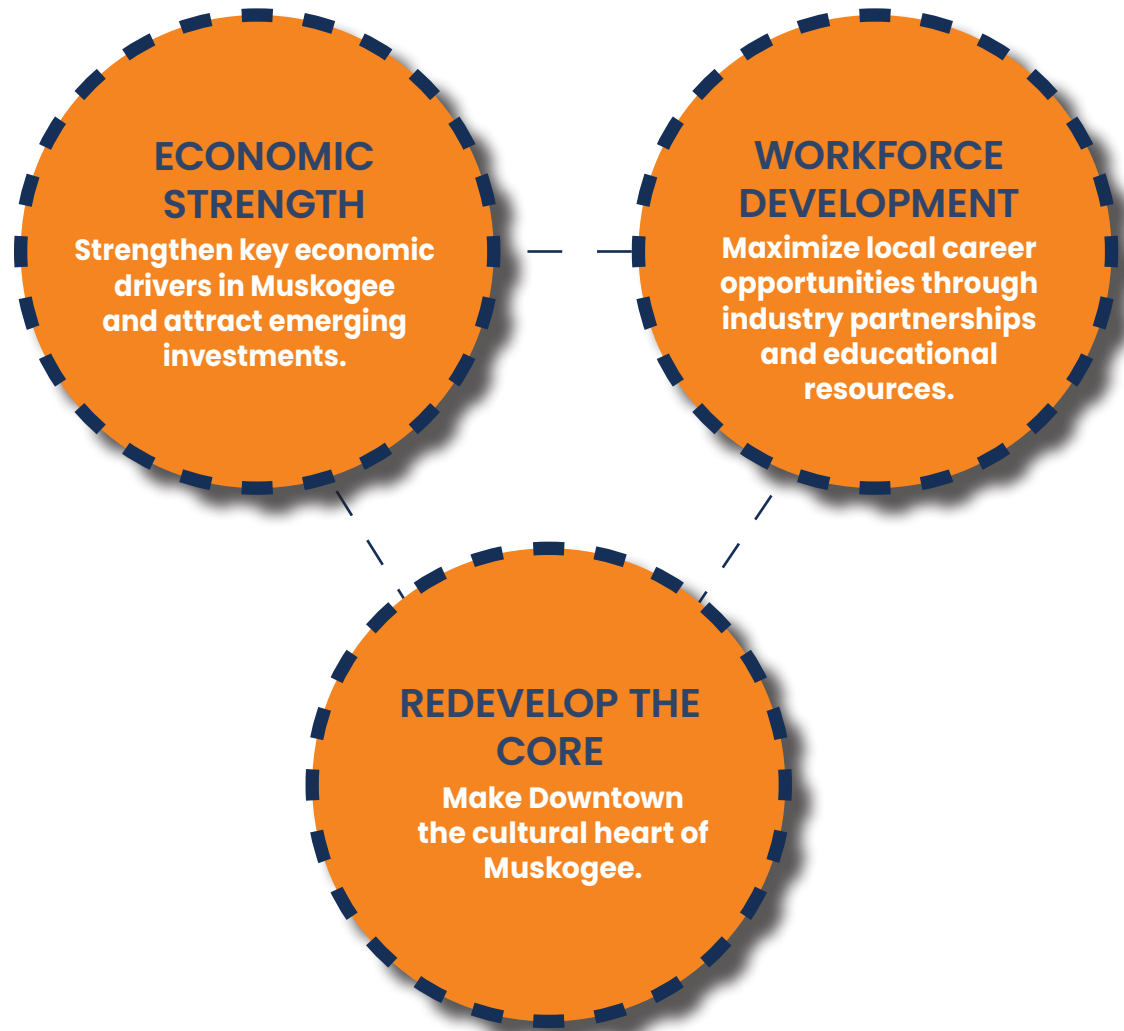 ECONOMIC
STRENGTH
Strengthen key economic
drivers in Muskogee
and attract emerging
investments.
WORKFORCE
DEVELOPMENT
Maximize local career
opportunities through
industry partnerships
and educational
resources.
REDEVELOP THE
CORE
Make Downtown
the cultural heart of
Muskogee.